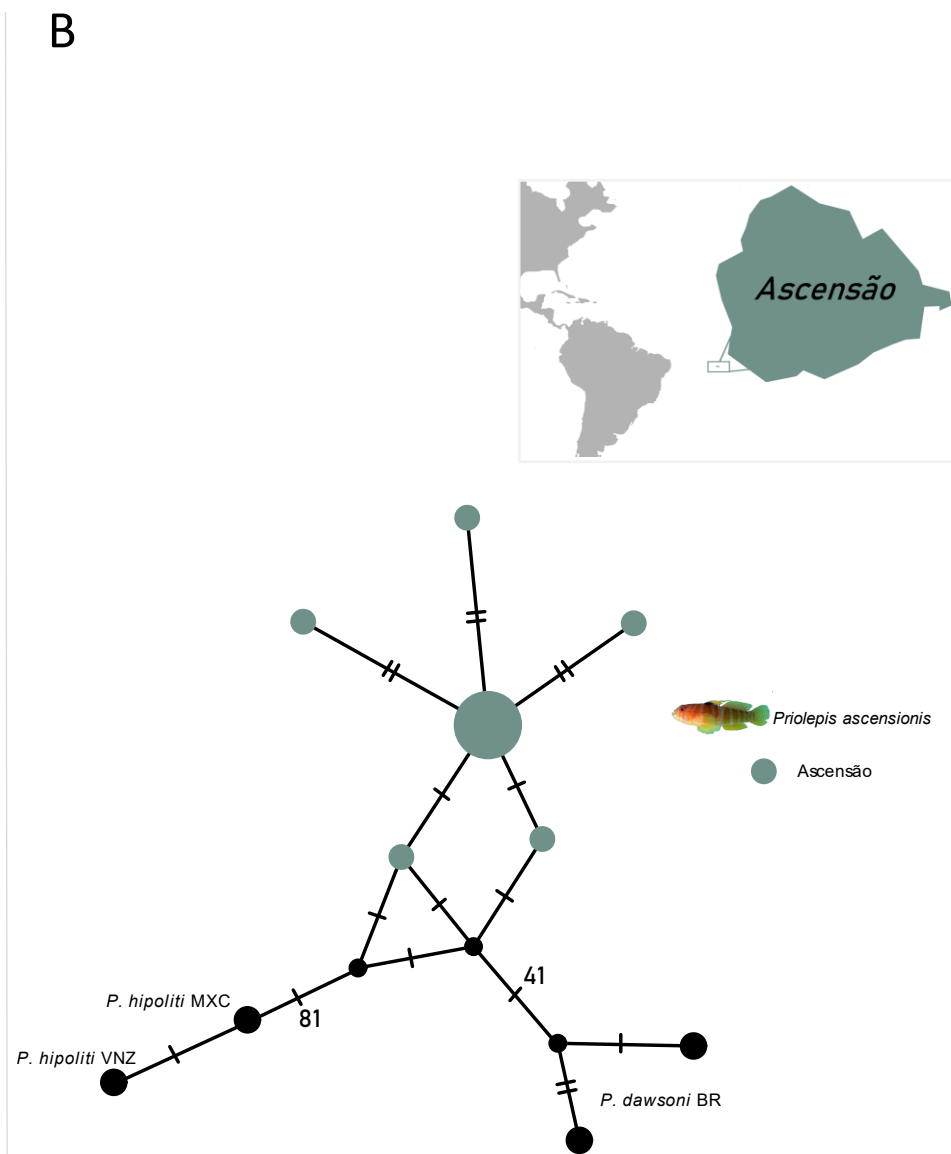 B
Ascensão
Priolepis ascensionis
Ascensão
41
P. hipoliti MXC
81
P. hipoliti VNZ
P. dawsoni BR